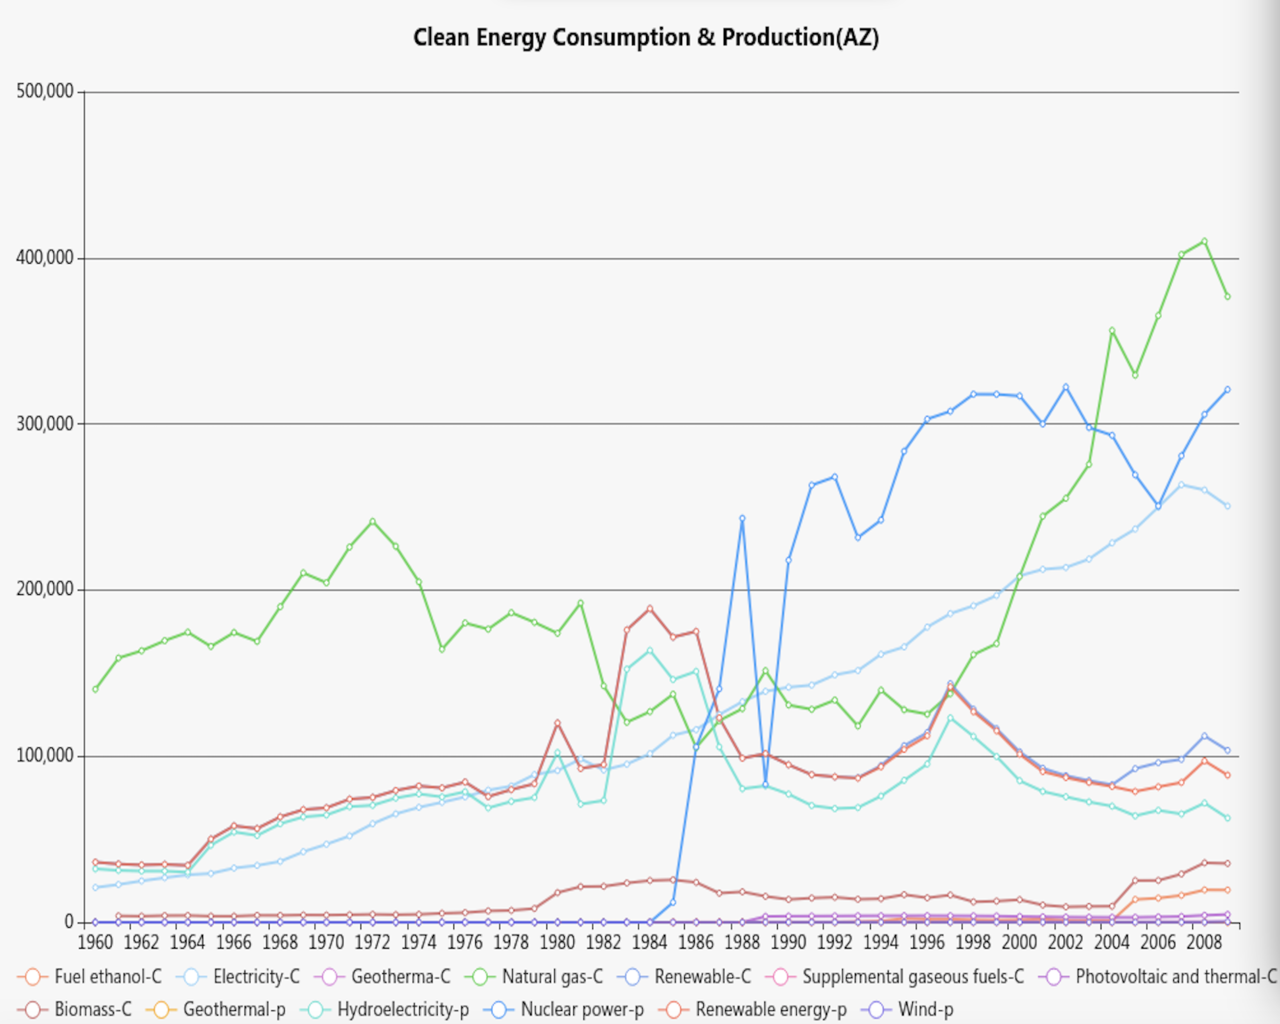 Clean Energy Consumption & Production(AZ)
500,000
400,000
300,000
200,000
100,000
0
1960 1962 1964 1966 1968 1970 1972 1974 1976 1978 1980 1982 1984 1986 1988 1990 1992 1994 1996 1998 2000 2002 2004 2006 2008
Fuel ethanol-C Electricity-C Geotherma-C Natural gas-C Renewable-C Supplemental gaseous fuels-C Photovoltaic and thermal-C
Biomass-C Geothermal-p Hydroelectricity-p Nuclear power-p Renewable energy-p Wind-p